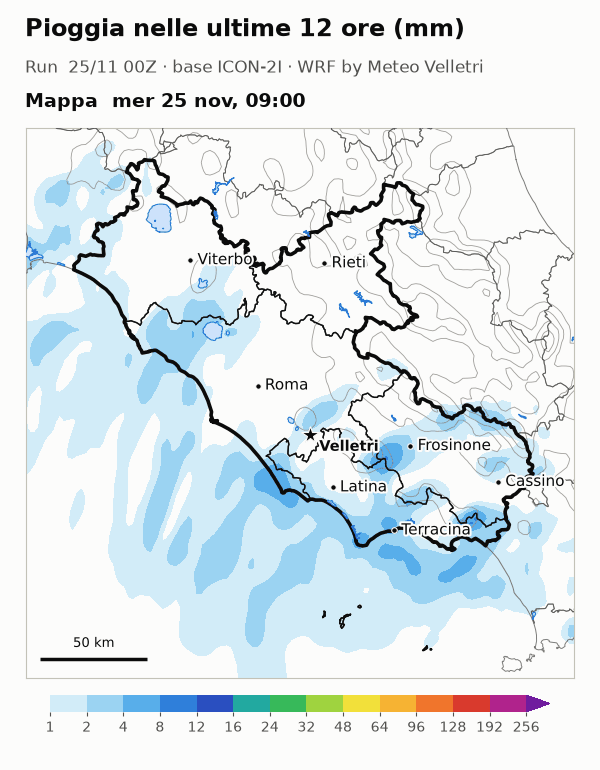 Pioggia nelle ultime 12 ore (mm)
Run  25/11 00Z · base ICON-2I · WRF by Meteo Velletri
Mappa  mer 25 nov, 09:00
Viterbo
Rieti
Roma
Velletri
Frosinone
Cassino
Latina
Terracina
50 km
1 2 4 8 12 16 24 32 48 64 96 128 192 256